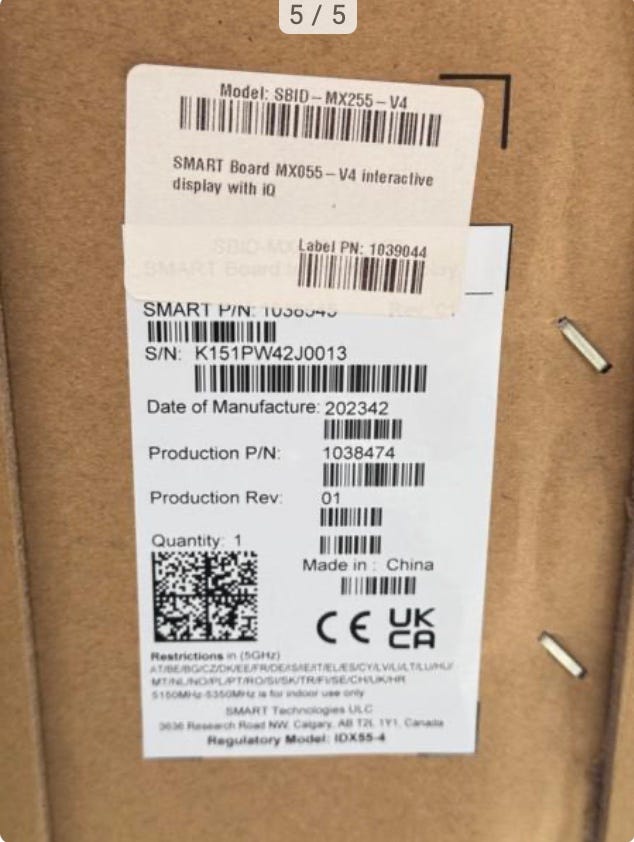 5 / 5
Model: SBID-MX255-V4
SMART Board MX055-V4 interactive
display with iQ
Label PN: 1039044
SMART P/N:
S/N: K151PW42J0013
Date of Manufacture: 202342
Production P/N: 1038474
Production Rev: 01
Quantity: 1
Made in : China
CE UKCA
Restrictions in (5GHz)
AT/BE/BG/CZ/DK/EE/FR/DE/IS/IE/IT/EL/ES/CY/LV/LI/LT/LU/HU/
MT/NL/NO/PL/PT/RO/SI/SK/TR/FI/SE/CH/UK/HR
5150MHz-5350MHz is for indoor use only
SMART Technologies ULC
3636 Research Road NW, Calgary, AB T2L 1Y1, Canada
Regulatory Model: IDX55-4